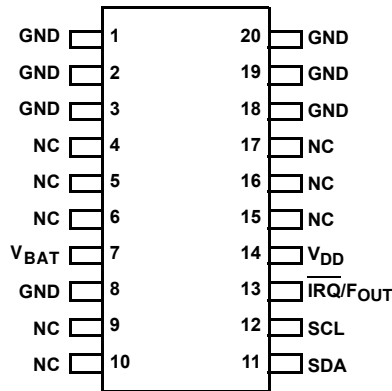 GND 1 20 GND
GND 2 19 GND
GND 3 18 GND
NC 4 17 NC
NC 5 16 NC
NC 6 15 NC
VBAT 7 14 VDD
GND 8 13 IRQ/FOUT
NC 9 12 SCL
NC 10 11 SDA